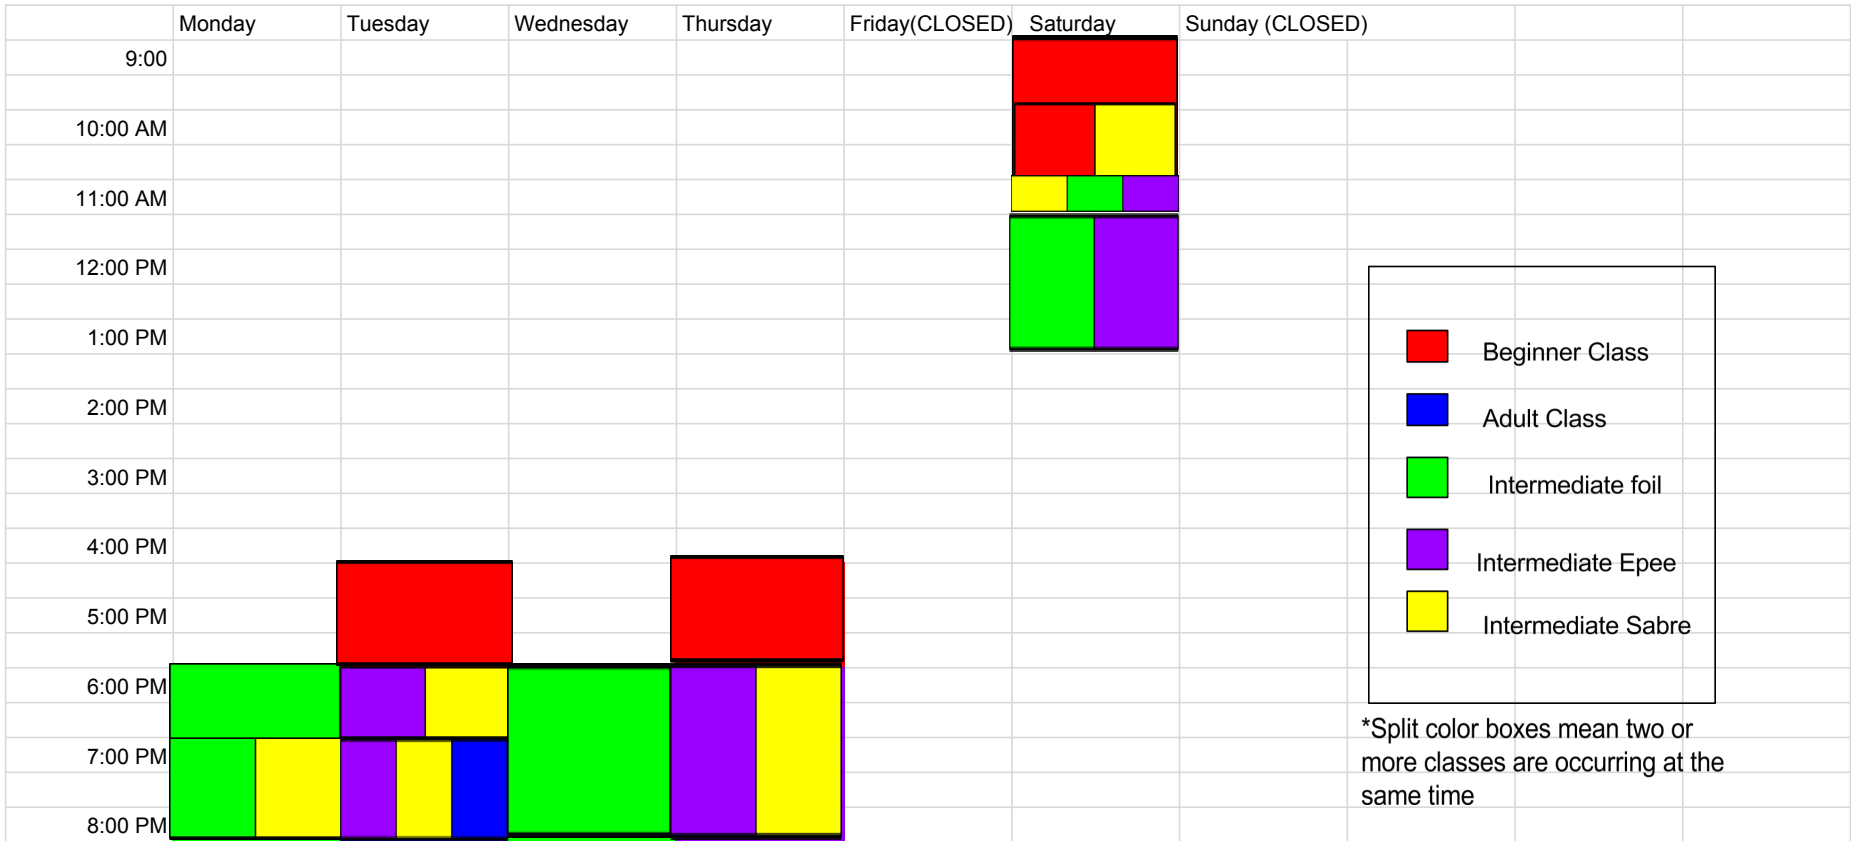 Monday Tuesday Wednesday Thursday Friday(CLOSED) Saturday Sunday (CLOSED)
9:00
10:00 AM
11:00 AM
12:00 PM
1:00 PM
2:00 PM
3:00 PM
4:00 PM
5:00 PM
6:00 PM
7:00 PM
8:00 PM
Beginner Class
Adult Class
Intermediate foil
Intermediate Epee
Intermediate Sabre
*Split color boxes mean two or
more classes are occurring at the
same time